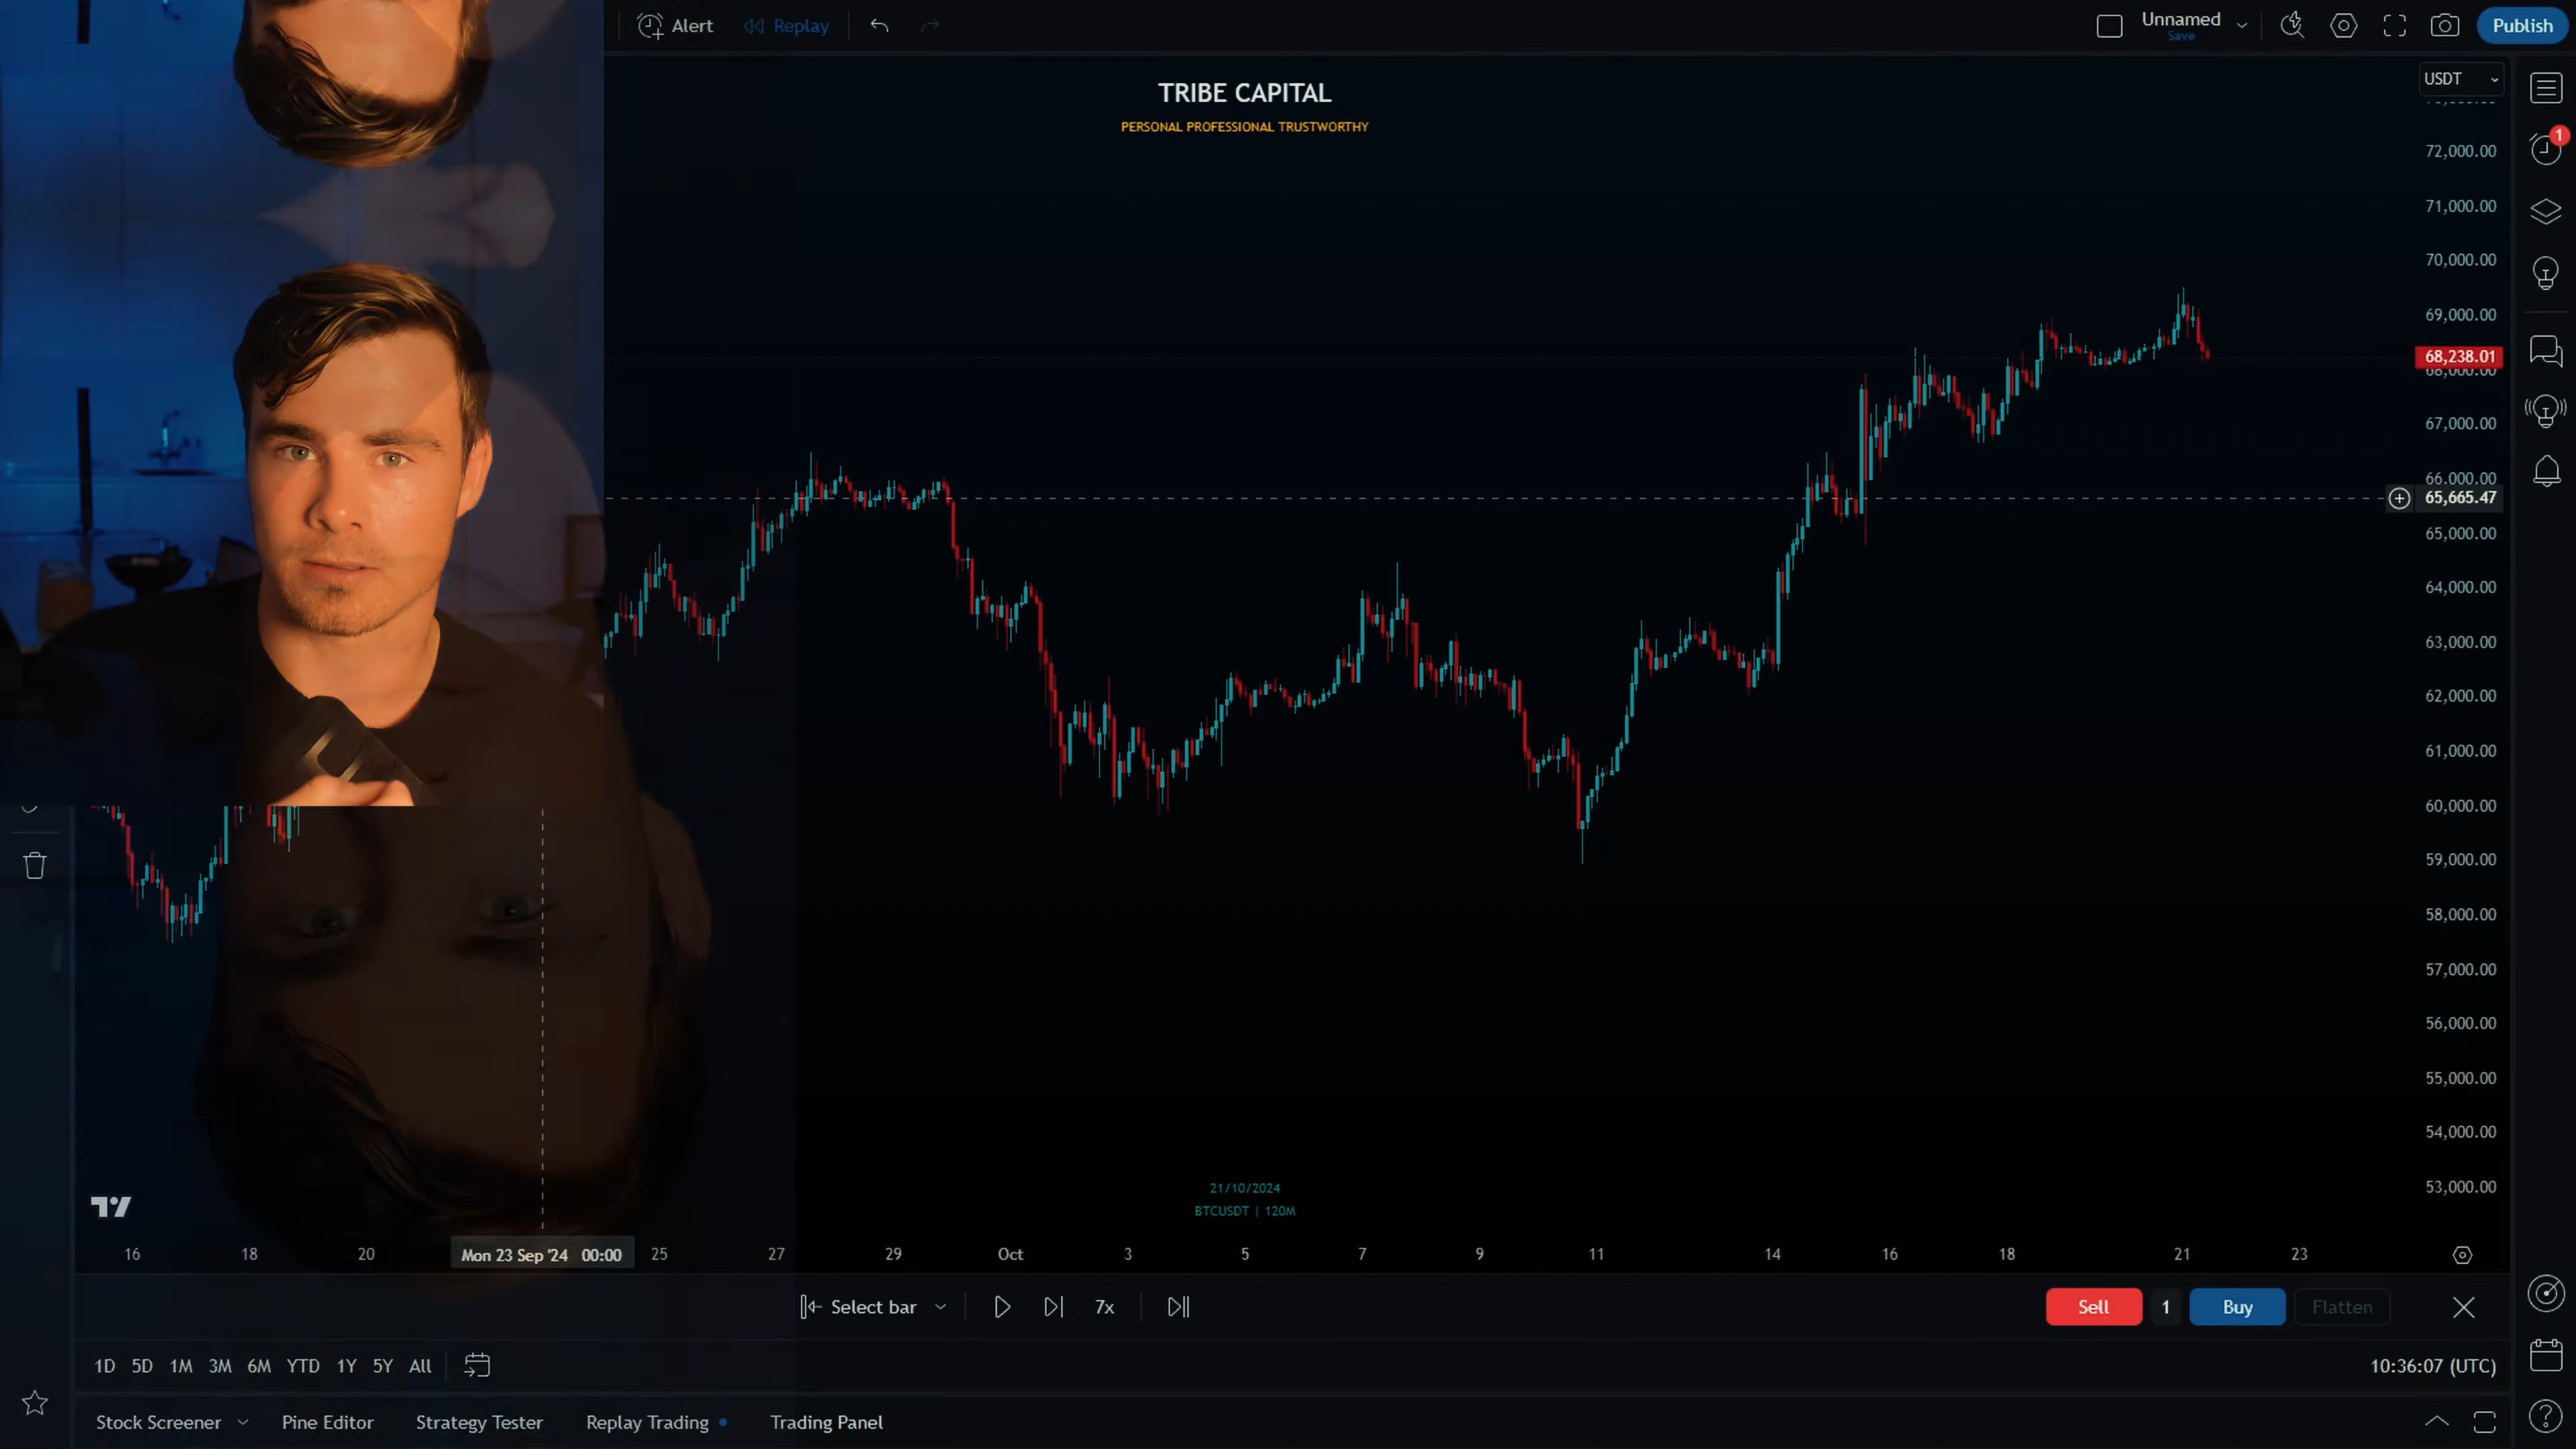 Alert
Replay
Unnamed
Save
Publish
TRIBE CAPITAL
PERSONAL PROFESSIONAL TRUSTWORTHY
USDT
72,000.00
71,000.00
70,000.00
69,000.00
68,238.01
68,000.00
67,000.00
66,000.00
65,665.47
65,000.00
64,000.00
63,000.00
62,000.00
61,000.00
60,000.00
59,000.00
58,000.00
57,000.00
56,000.00
55,000.00
54,000.00
53,000.00
1
21/10/2024
BTCUSDT | 120M
16 18 20 Mon 23 Sep '24 00:00 25 27 29 Oct 3 5 7 9 11 14 16 18 21 23
Select bar 7x Sell 1 Buy Flatten
1D 5D 1M 3M 6M YTD 1Y 5Y All 10:36:07 (UTC)
Stock Screener Pine Editor Strategy Tester Replay Trading Trading Panel